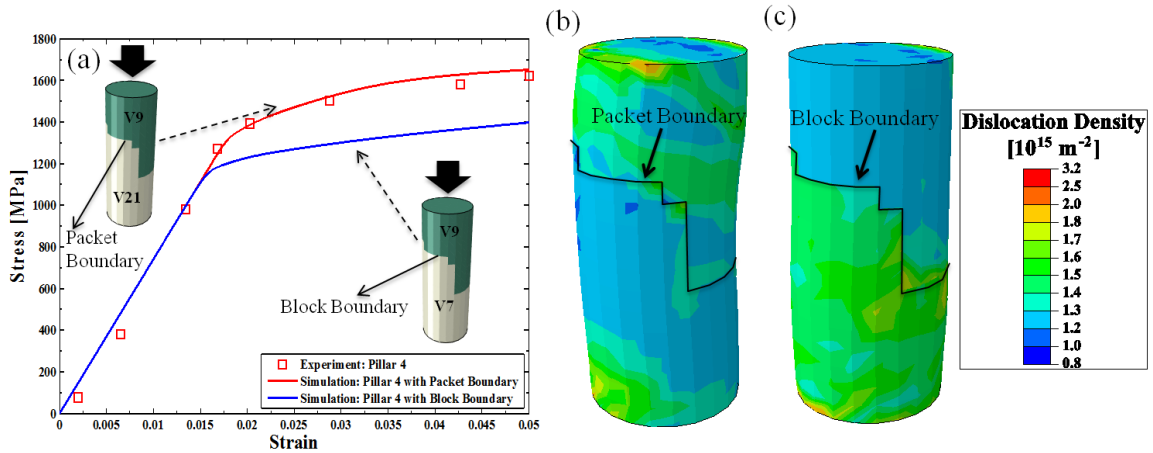 (a)
1800
1600
1400
1200
1000
800
600
400
200
0
Stress [MPa]
0
0.005
0.01
0.015
0.02
0.025
0.03
0.035
0.04
0.045
0.05
Strain
V9
V21
Packet
Boundary
V9
V7
Block Boundary
Experiment: Pillar 4
Simulation: Pillar 4 with Packet Boundary
Simulation: Pillar 4 with Block Boundary
(b)
Packet Boundary
(c)
Block Boundary
Dislocation Density
[10¹⁵ m⁻²]
3.2
2.5
2.0
1.7
1.6
1.4
1.3
1.2
1.0
0.8